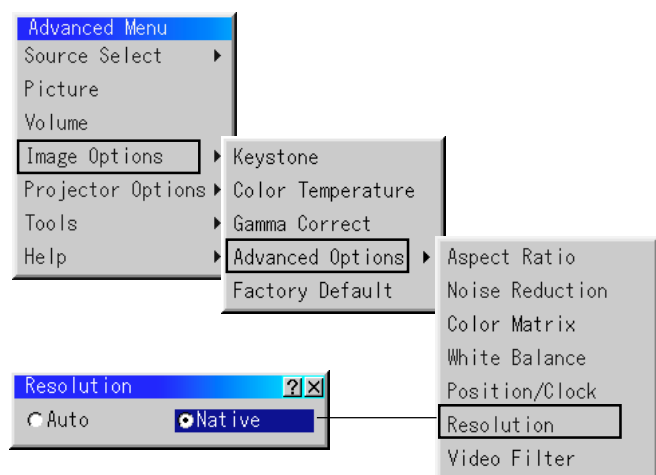 Advanced Menu
Source Select
Picture
Volume
Image Options
Projector Options
Tools
Help
Keystone
Color Temperature
Gamma Correct
Advanced Options
Factory Default
Aspect Ratio
Noise Reduction
Color Matrix
White Balance
Position/Clock
Resolution
Video Filter
Resolution ? X
Auto Native